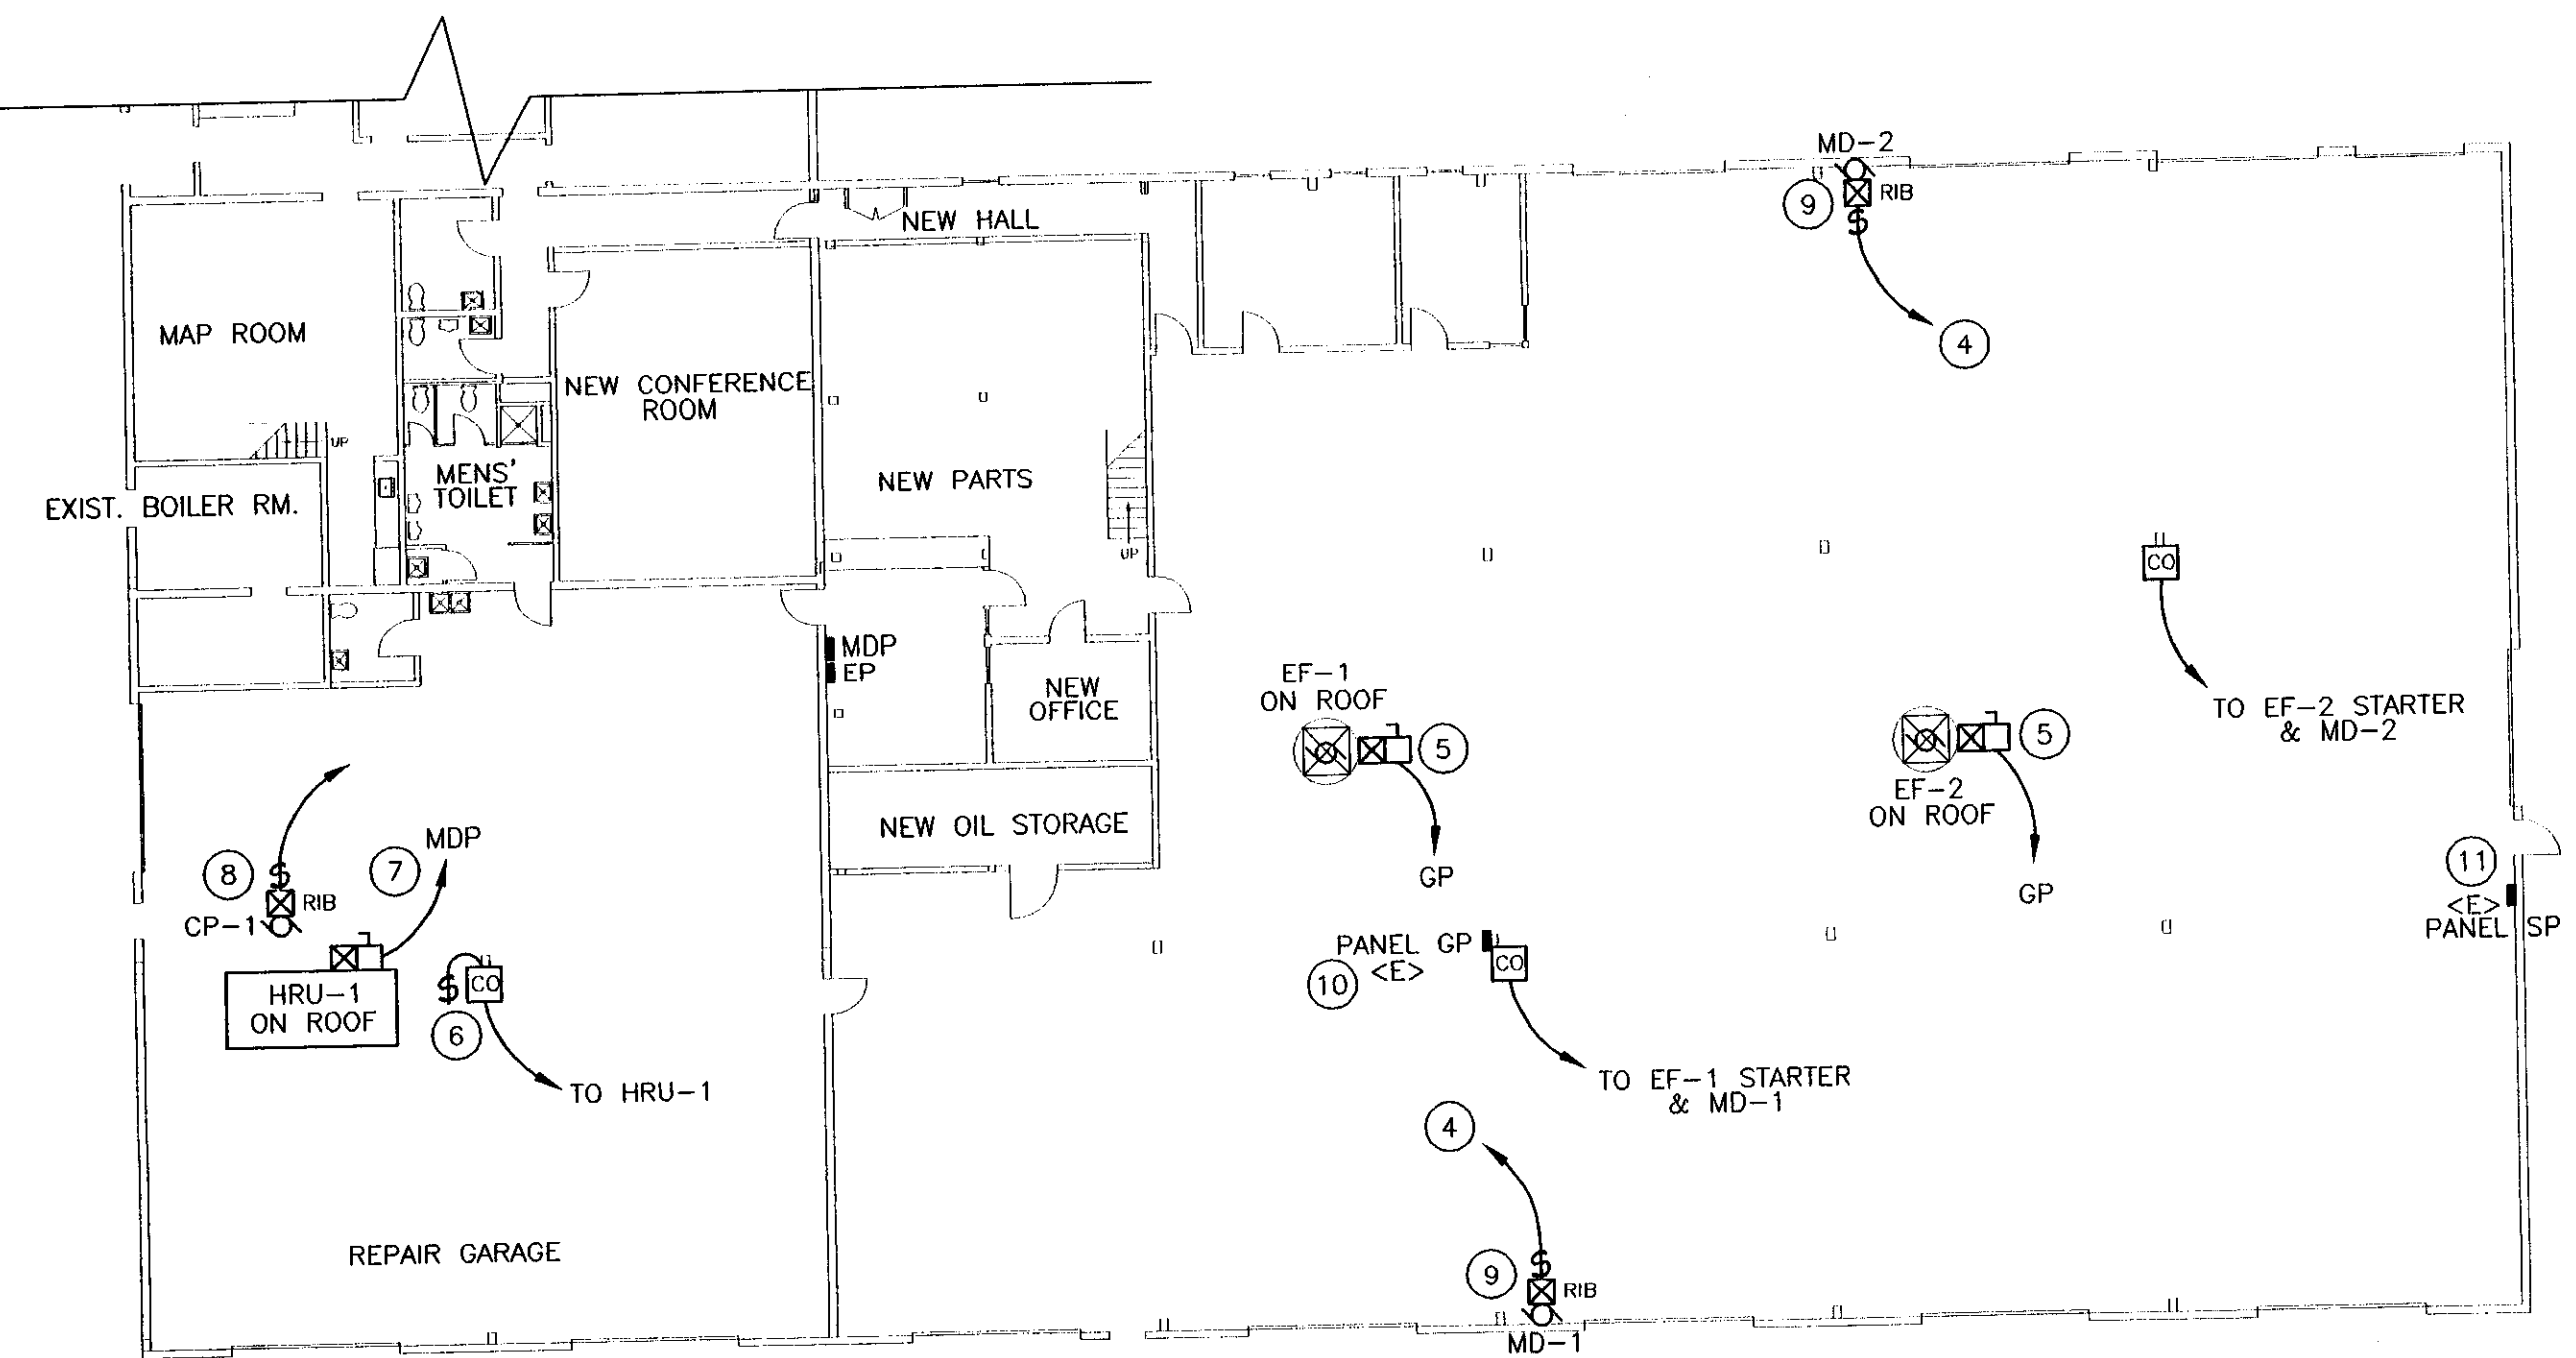 MD-2
RIB
9
4
NEW HALL
MAP ROOM
UP
NEW CONFERENCE
ROOM
MENS'
TOILET
EXIST. BOILER RM.
NEW PARTS
UP
MDP
EP
NEW
OFFICE
NEW OIL STORAGE
CO
TO EF-2 STARTER
& MD-2
EF-1
ON ROOF
5
GP
5
EF-2
ON ROOF
GP
11
<E>
PANEL SP
MDP
7
8
$
RIB
CP-1
HRU-1
ON ROOF
$
CO
6
TO HRU-1
PANEL GP
<E>
10
CO
TO EF-1 STARTER
& MD-1
4
9
$
RIB
MD-1
REPAIR GARAGE
$